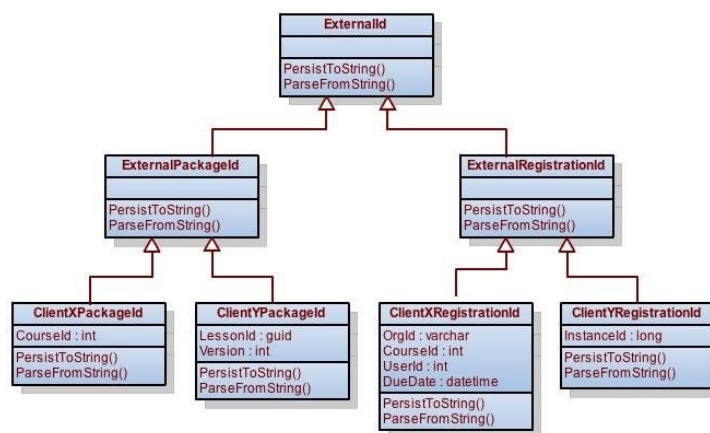 ExternalId
PersistToString()
ParseFromString()
ExternalPackageId
PersistToString()
ParseFromString()
ExternalRegistrationId
PersistToString()
ParseFromString()
ClientXPackageId
CourseId : int
PersistToString()
ParseFromString()
ClientYPackageId
LessonId : guid
Version : int
PersistToString()
ParseFromString()
ClientXRegistrationId
OrgId : varchar
CourseId : int
UserId : int
DueDate : datetime
PersistToString()
ParseFromString()
ClientYRegistrationId
InstanceId : long
PersistToString()
ParseFromString()